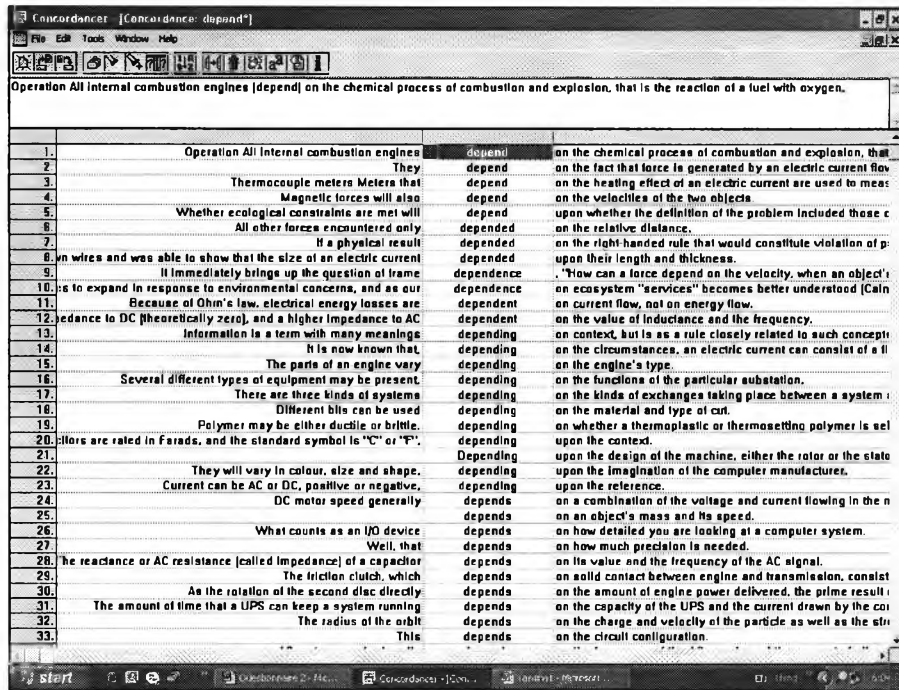 Concordancer - [Concordance: depend*]
File Edit Tools Window Help
Operation All internal combustion engines [depend] on the chemical process of combustion and explosion, that is the reaction of a fuel with oxygen.
1. Operation All internal combustion engines depend on the chemical process of combustion and explosion, that
2. They depend on the fact that force is generated by an electric current flow
3. Thermocouple meters Meters that depend on the heating effect of an electric current are used to meas
4. Magnetic forces will also depend on the velocities of the two objects.
5. Whether ecological constraints are met will depend upon whether the definition of the problem included those c
6. All other forces encountered only depended on the relative distance.
7. If a physical result depended on the right-handed rule that would constitute violation of p
8. wn wires and was able to show that the size of an electric current depended upon their length and thickness.
9. It immediately brings up the question of frame dependence , "How can a force depend on the velocity, when an object's
10. es to expand in response to environmental concerns, and as our dependence on ecosystem "services" becomes better understood (Cairn
11. Because of Ohm's law, electrical energy losses are dependent on current flow, not on energy flow.
12. pedance to DC (theoretically zero), and a higher impedance to AC dependent on the value of inductance and the frequency.
13. Information is a term with many meanings depending on context, but is as a rule closely related to such concepts
14. It is now known that, depending on the circumstances, an electric current can consist of a fl
15. The parts of an engine vary depending on the engine's type.
16. Several different types of equipment may be present, depending on the functions of the particular substation.
17. There are three kinds of systems depending on the kinds of exchanges taking place between a system
18. Different bits can be used depending on the material and type of cut.
19. Polymer may be either ductile or brittle, depending on whether a thermoplastic or thermosetting polymer is sel
20. citors are rated in Farads, and the standard symbol is "C" or "F", depending upon the context.
21. Depending upon the design of the machine, either the rotor or the stato
22. They will vary in colour, size and shape, depending upon the imagination of the computer manufacturer.
23. Current can be AC or DC, positive or negative, depending upon the reference.
24. DC motor speed generally depends on a combination of the voltage and current flowing in the m
25. depends on an object's mass and its speed.
26. What counts as an I/O device depends on how detailed you are looking at a computer system.
27. Well, that depends on how much precision is needed.
28. The reactance or AC resistance (called impedance) of a capacitor depends on its value and the frequency of the AC signal.
29. The friction clutch, which depends on solid contact between engine and transmission, consist
30. As the rotation of the second disc directly depends on the amount of engine power delivered, the prime result
31. The amount of time that a UPS can keep a system running depends on the capacity of the UPS and the current drawn by the co
32. The radius of the orbit depends on the charge and velocity of the particle as well as the str
33. This depends on the circuit configuration.
start Questionnaire 2 - Concordancer - [Con...